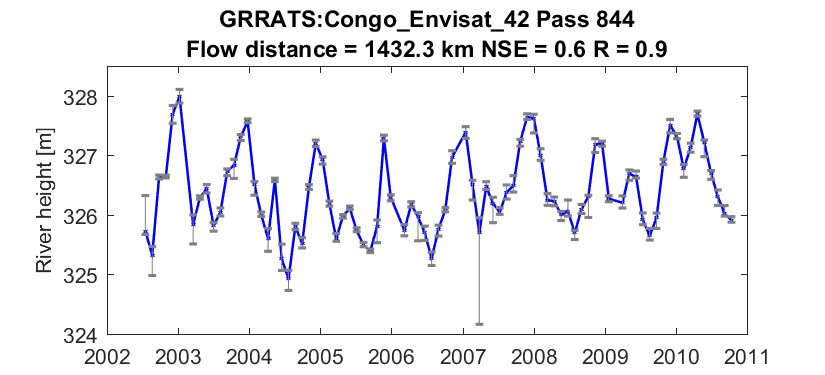 GRRATS:Congo_Envisat_42 Pass 844
Flow distance = 1432.3 km NSE = 0.6 R = 0.9
River height [m]
328
327
326
325
324
2002 2003 2004 2005 2006 2007 2008 2009 2010 2011